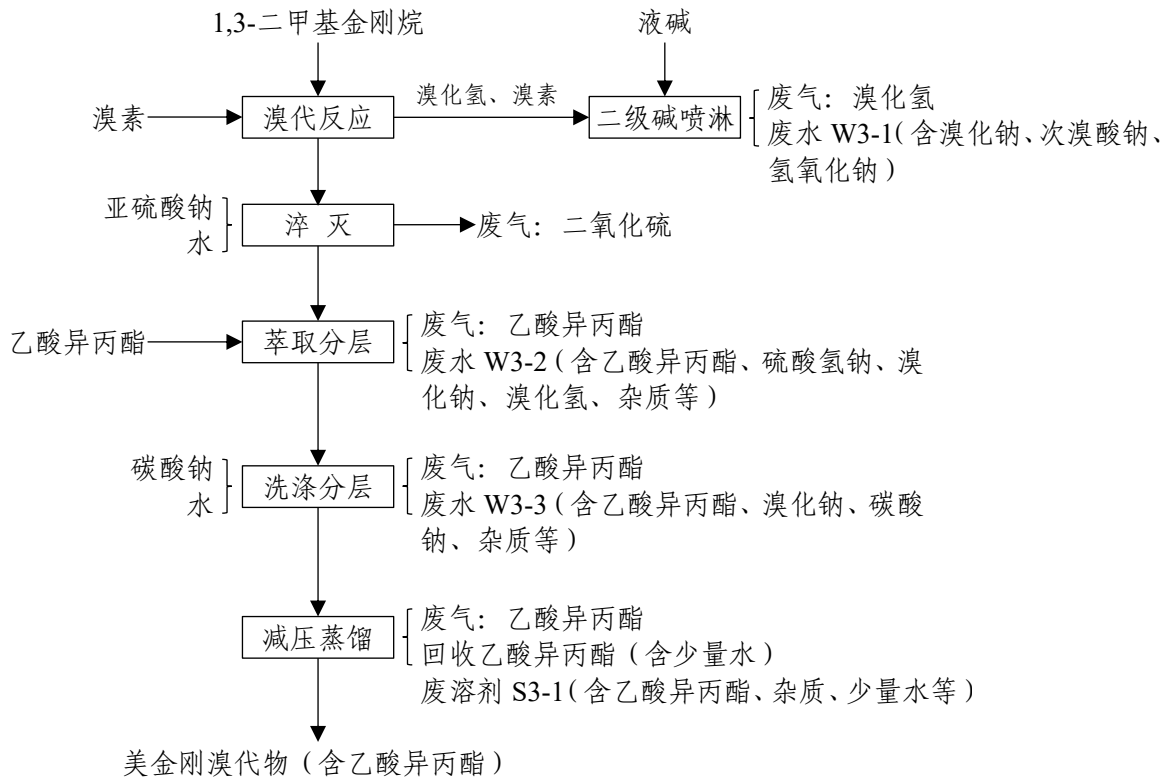 1,3-二甲基金刚烷
液碱
溴素
溴代反应
溴化氢、溴素
二级碱喷淋
废气：溴化氢
废水 W3-1（含溴化钠、次溴酸钠、
氢氧化钠）
亚硫酸钠
水
淬 灭
废气：二氧化硫
乙酸异丙酯
萃取分层
废气：乙酸异丙酯
废水 W3-2（含乙酸异丙酯、硫酸氢钠、溴
化钠、溴化氢、杂质等）
碳酸钠
水
洗涤分层
废气：乙酸异丙酯
废水 W3-3（含乙酸异丙酯、溴化钠、碳酸
钠、杂质等）
减压蒸馏
废气：乙酸异丙酯
回收乙酸异丙酯（含少量水）
废溶剂 S3-1（含乙酸异丙酯、杂质、少量水等）
美金刚溴代物（含乙酸异丙酯）